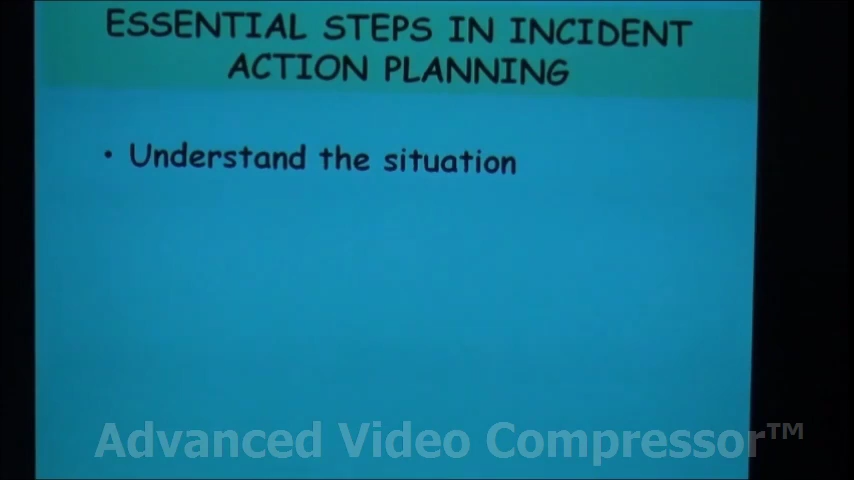 ESSENTIAL STEPS IN INCIDENT
ACTION PLANNING
• Understand the situation
Advanced Video Compressor™